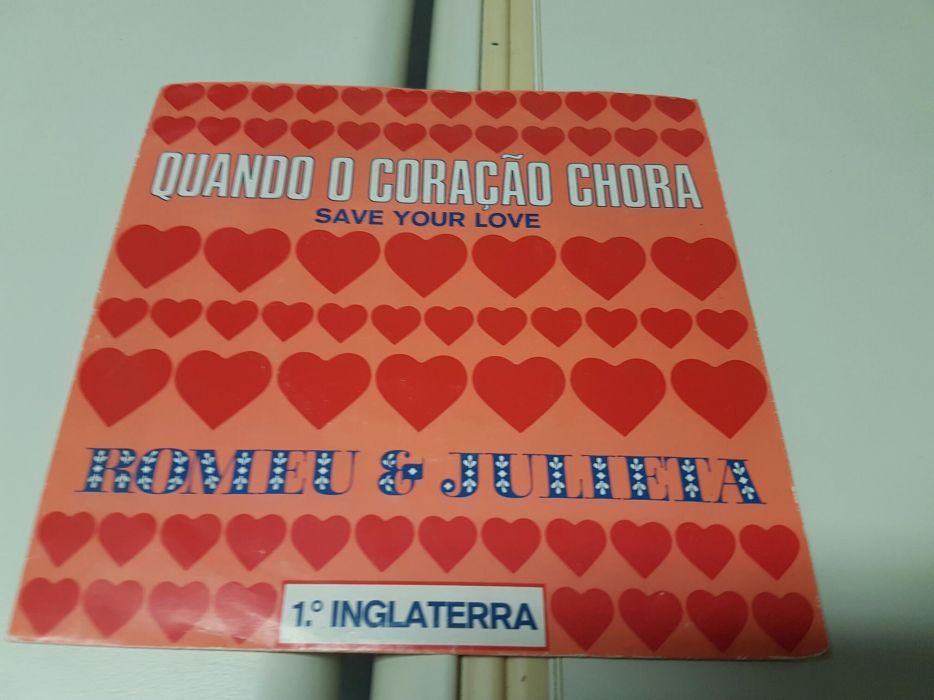 QUANDO O CORAÇÃO CHORA
SAVE YOUR LOVE
ROMEU & JULIETA
1.º INGLATERRA